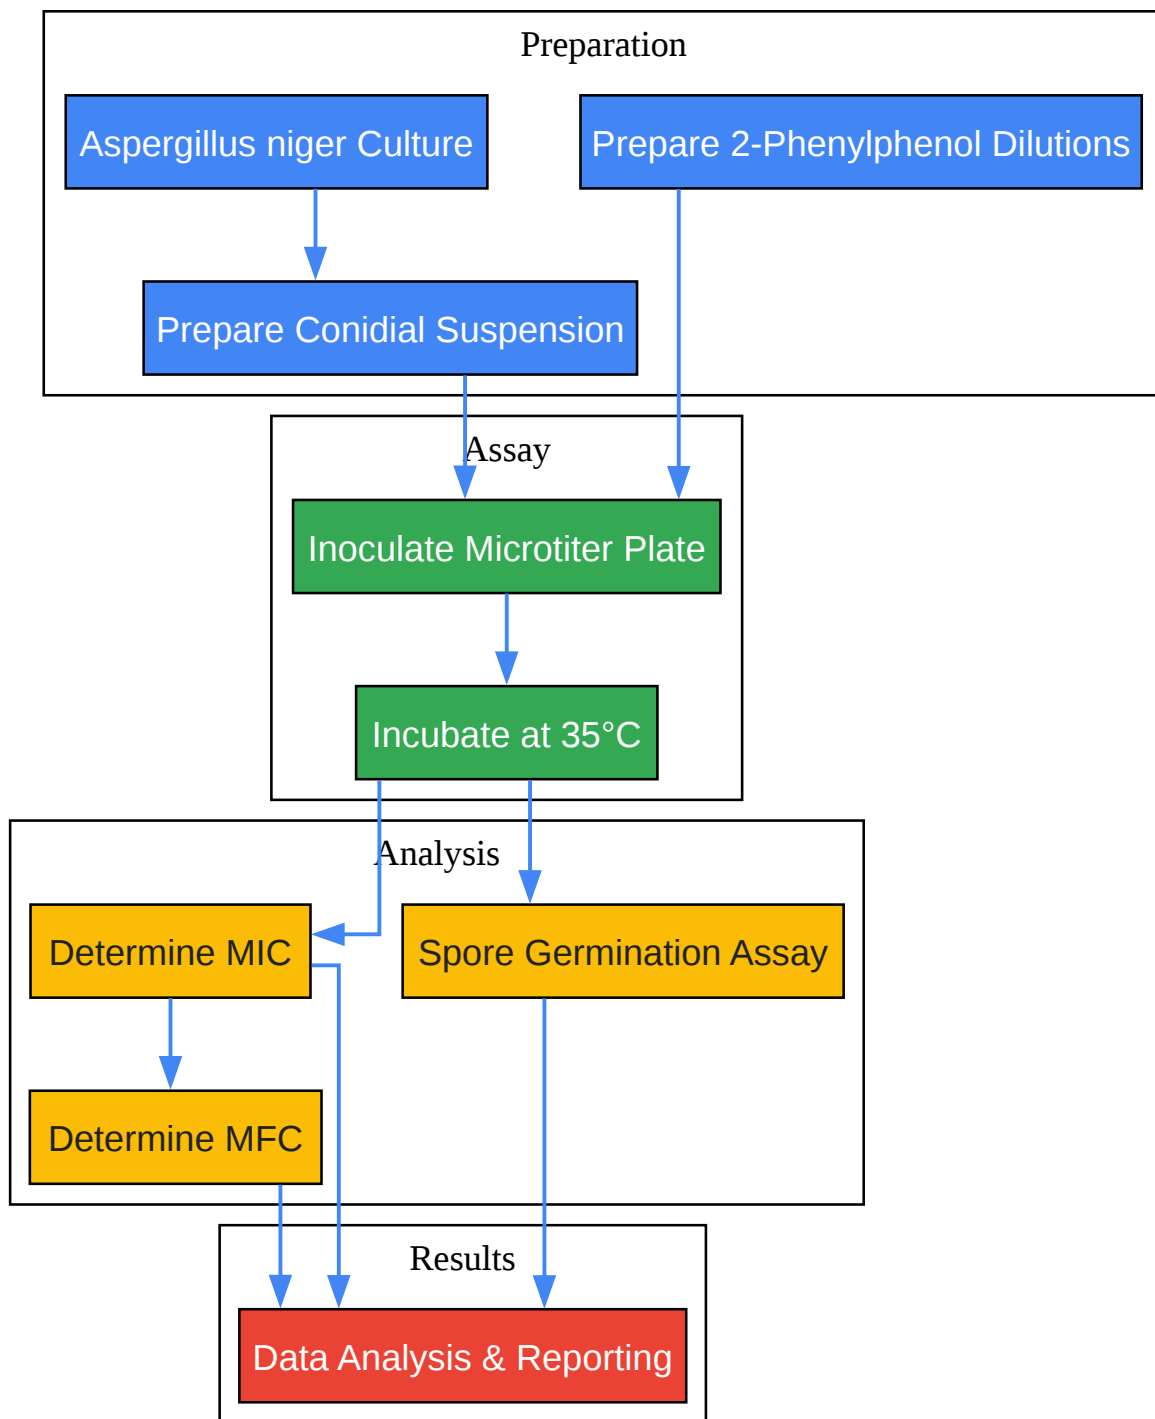 Preparation
Aspergillus niger Culture
Prepare 2-Phenylphenol Dilutions
Prepare Conidial Suspension
Assay
Inoculate Microtiter Plate
Incubate at 35°C
Analysis
Determine MIC
Spore Germination Assay
Determine MFC
Results
Data Analysis & Reporting